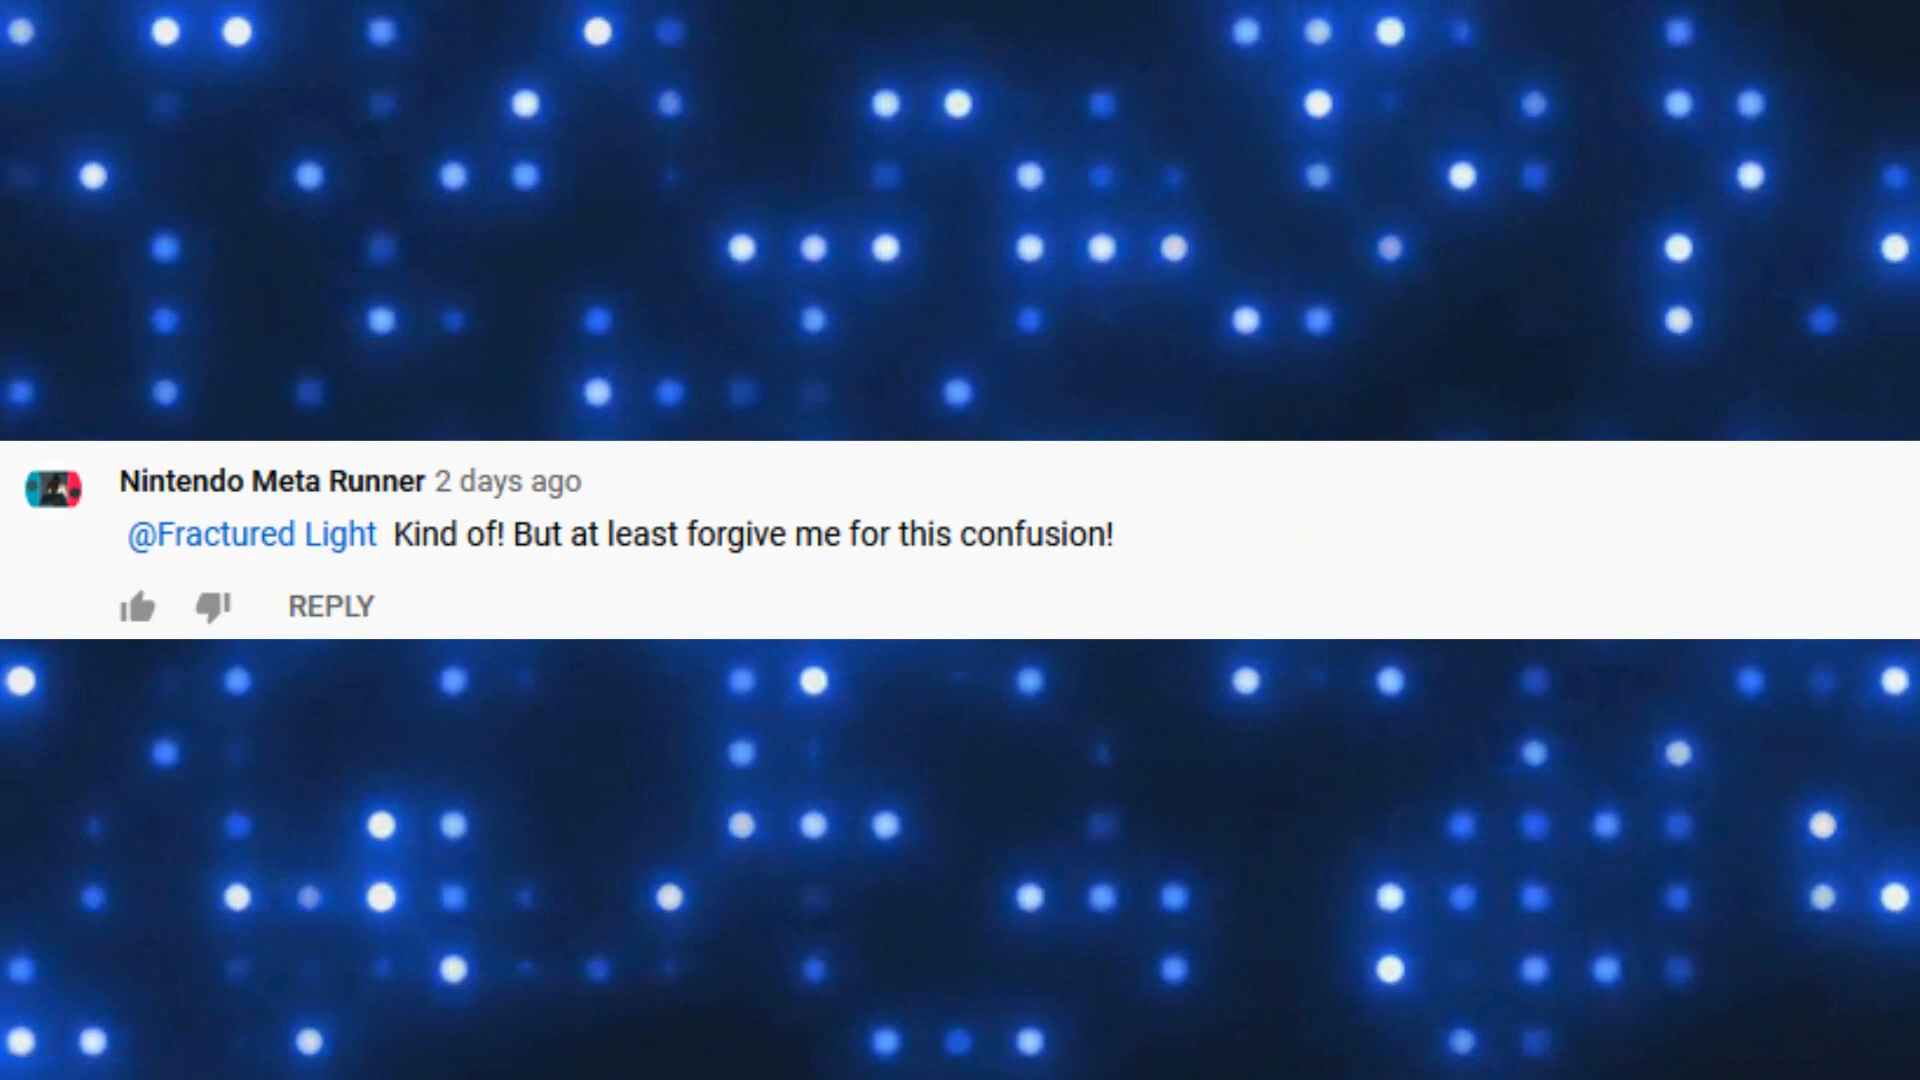 Nintendo Meta Runner 2 days ago
@Fractured Light Kind of! But at least forgive me for this confusion!
REPLY